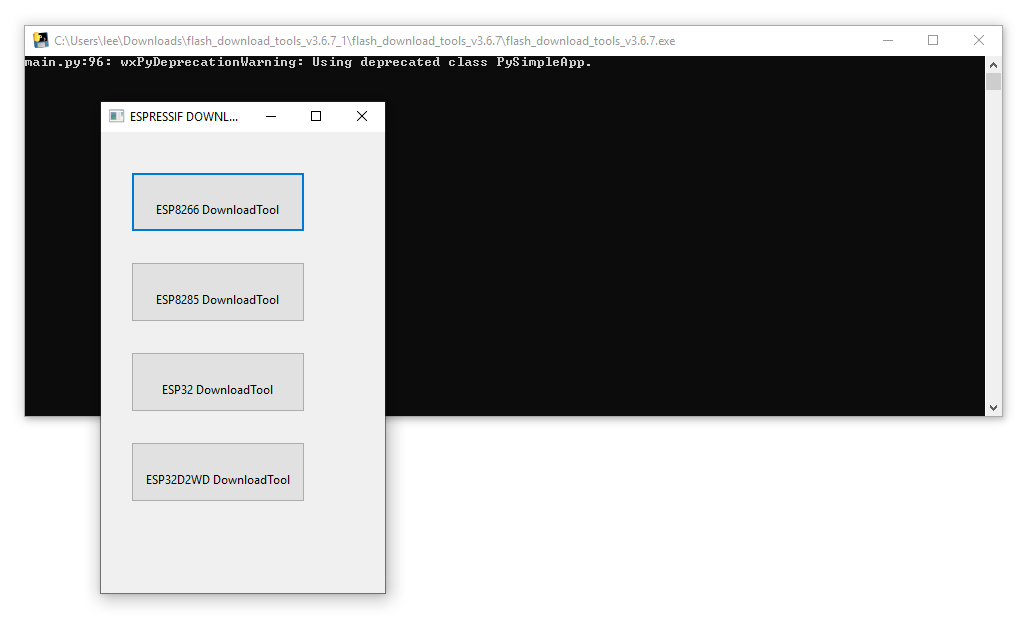 C:\Users\lee\Downloads\flash_download_tools_v3.6.7_1\flash_download_tools_v3.6.7\flash_download_tools_v3.6.7.exe
main.py:96: wxPyDeprecationWarning: Using deprecated class PySimpleApp.
ESPRESSIF DOWNL...
ESP8266 DownloadTool
ESP8285 DownloadTool
ESP32 DownloadTool
ESP32D2WD DownloadTool